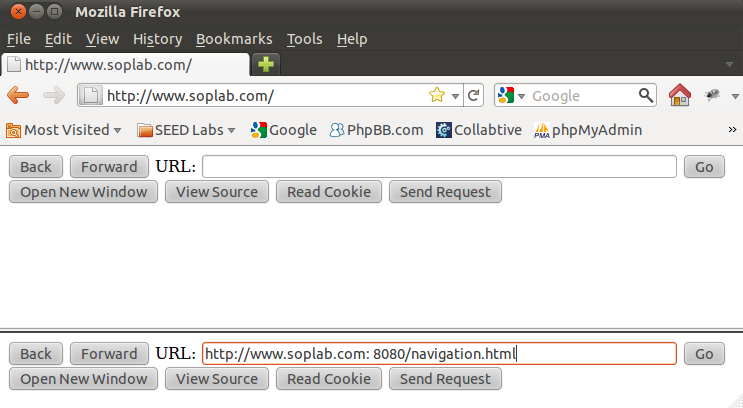 Mozilla Firefox
File Edit View History Bookmarks Tools Help
http://www.soplab.com/
http://www.soplab.com/ Google
Most Visited SEED Labs Google PhpBB.com Collabtive PMA phpMyAdmin »
Back Forward URL: Go
Open New Window View Source Read Cookie Send Request
Back Forward URL: http://www.soplab.com: 8080/navigation.html Go
Open New Window View Source Read Cookie Send Request